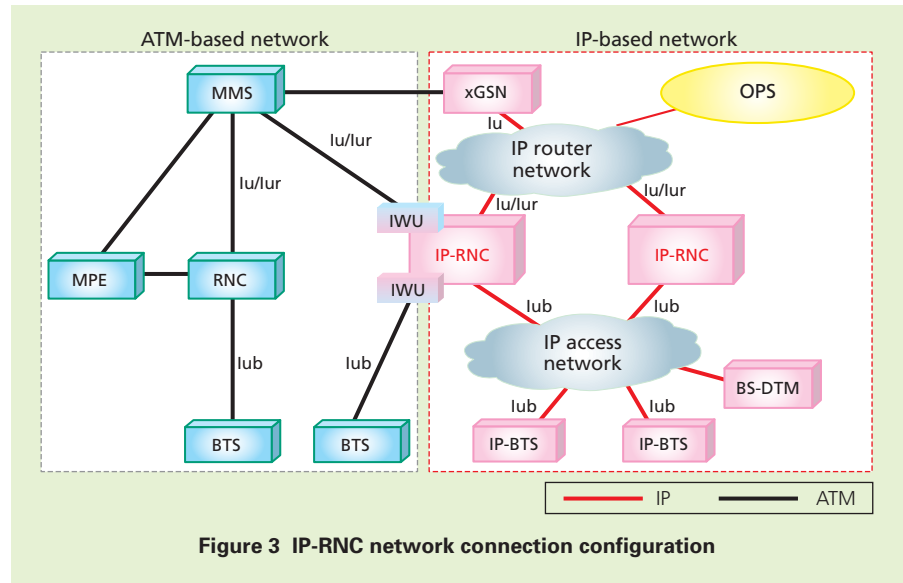 ATM-based network
IP-based network
MMS
xGSN
OPS
Iu
Iu/Iur
IP router
network
Iu/Iur
Iu/Iur
Iu/Iur
IWU
MPE
RNC
IP-RNC
IP-RNC
IWU
Iub
Iub
Iub
Iub
IP access
network
BS-DTM
Iub
Iub
BTS
BTS
IP-BTS
IP-BTS
IP
ATM
Figure 3 IP-RNC network connection configuration